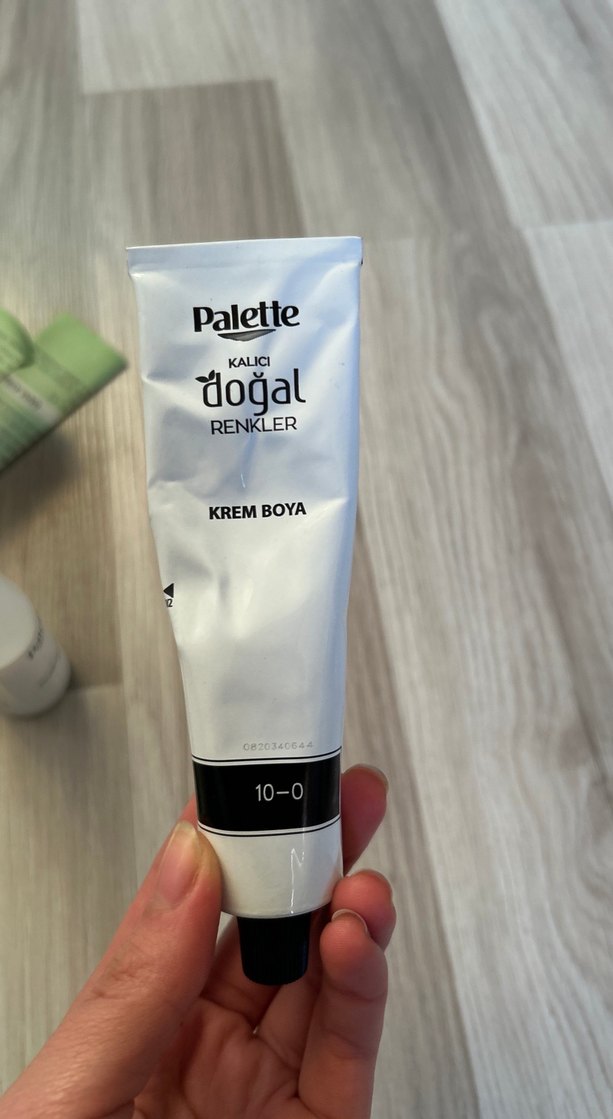 Palette
KALICI
doğal
RENKLER
KREM BOYA
0820340644
10-0